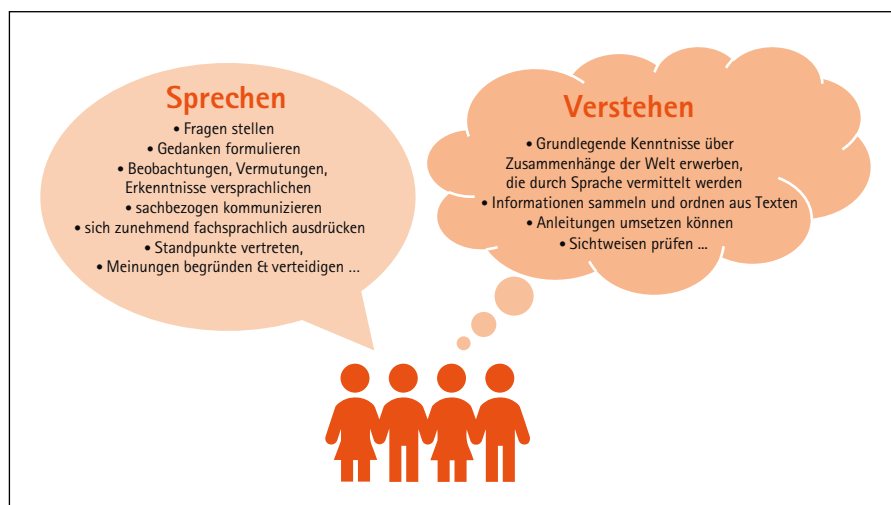 Sprechen
• Fragen stellen
• Gedanken formulieren
• Beobachtungen, Vermutungen,
Erkenntnisse versprachlichen
• sachbezogen kommunizieren
• sich zunehmend fachsprachlich ausdrücken
• Standpunkte vertreten,
• Meinungen begründen & verteidigen ...
Verstehen
• Grundlegende Kenntnisse über
Zusammenhänge der Welt erwerben,
die durch Sprache vermittelt werden
• Informationen sammeln und ordnen aus Texten
• Anleitungen umsetzen können
• Sichtweisen prüfen ...